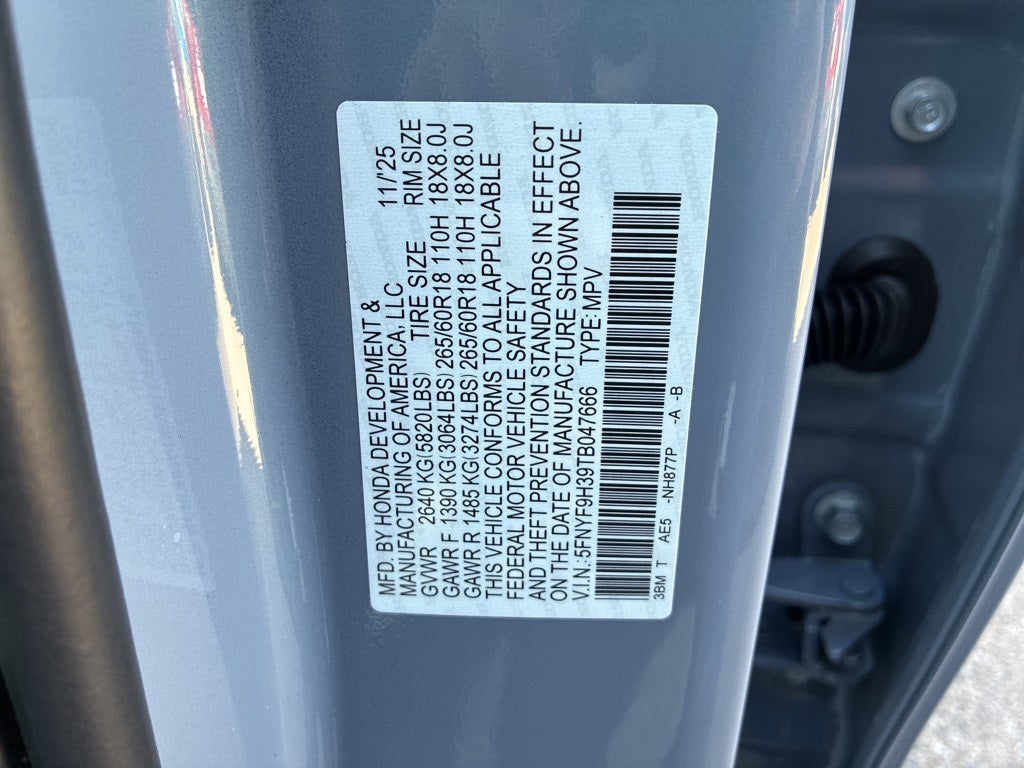 MFD. BY HONDA DEVELOPMENT &
MANUFACTURING OF AMERICA, LLC 11/'25
GVWR 2640 KG(5820LBS) TIRE SIZE RIM SIZE
GAWR F 1390 KG(3064LBS) 265/60R18 110H 18X8.0J
GAWR R 1485 KG(3274LBS) 265/60R18 110H 18X8.0J
THIS VEHICLE CONFORMS TO ALL APPLICABLE
FEDERAL MOTOR VEHICLE SAFETY
AND THEFT PREVENTION STANDARDS IN EFFECT
ON THE DATE OF MANUFACTURE SHOWN ABOVE.
V.I.N.:5FNYF9H39TB047666 TYPE:MPV
3BM T AE5 -NH877P -A -B